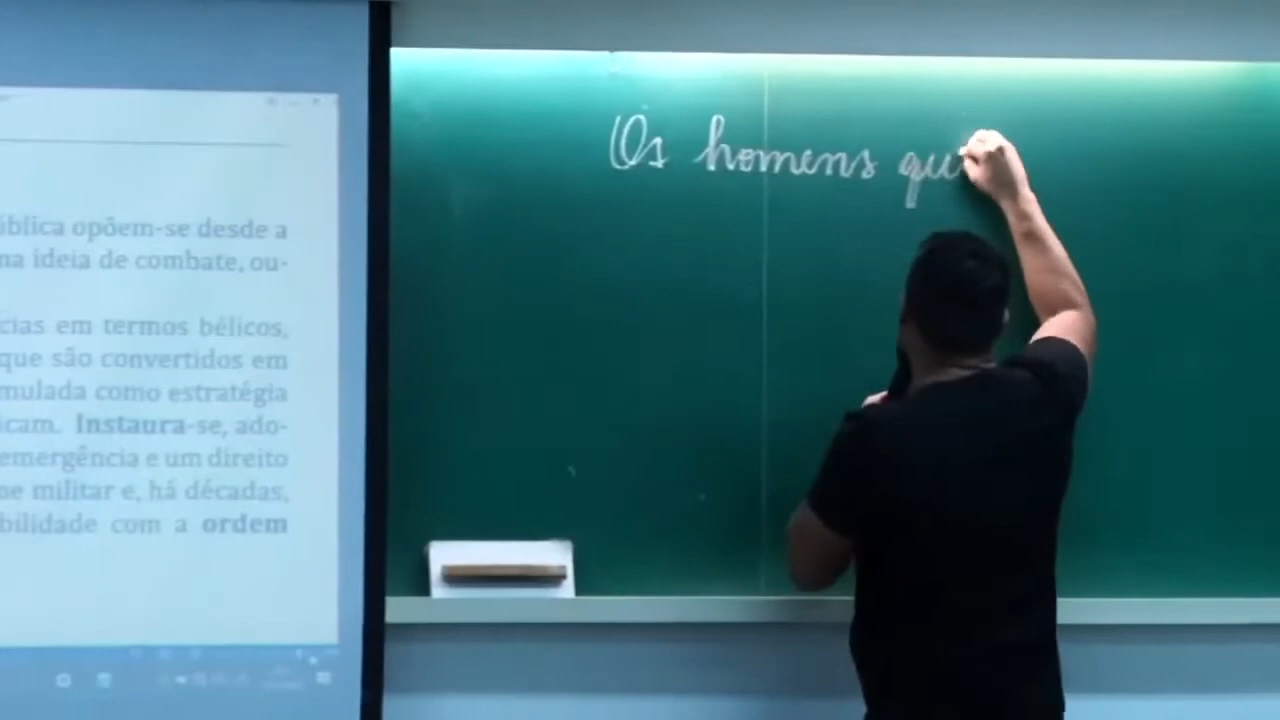 ública opõem-se desde a
na ideia de combate, ou-
cias em termos bélicos,
que são convertidos em
mulada como estratégia
icam. Instaura-se, ado-
emergência e um direito
me militar e, há décadas,
bilidade com a ordem
Os homens qu